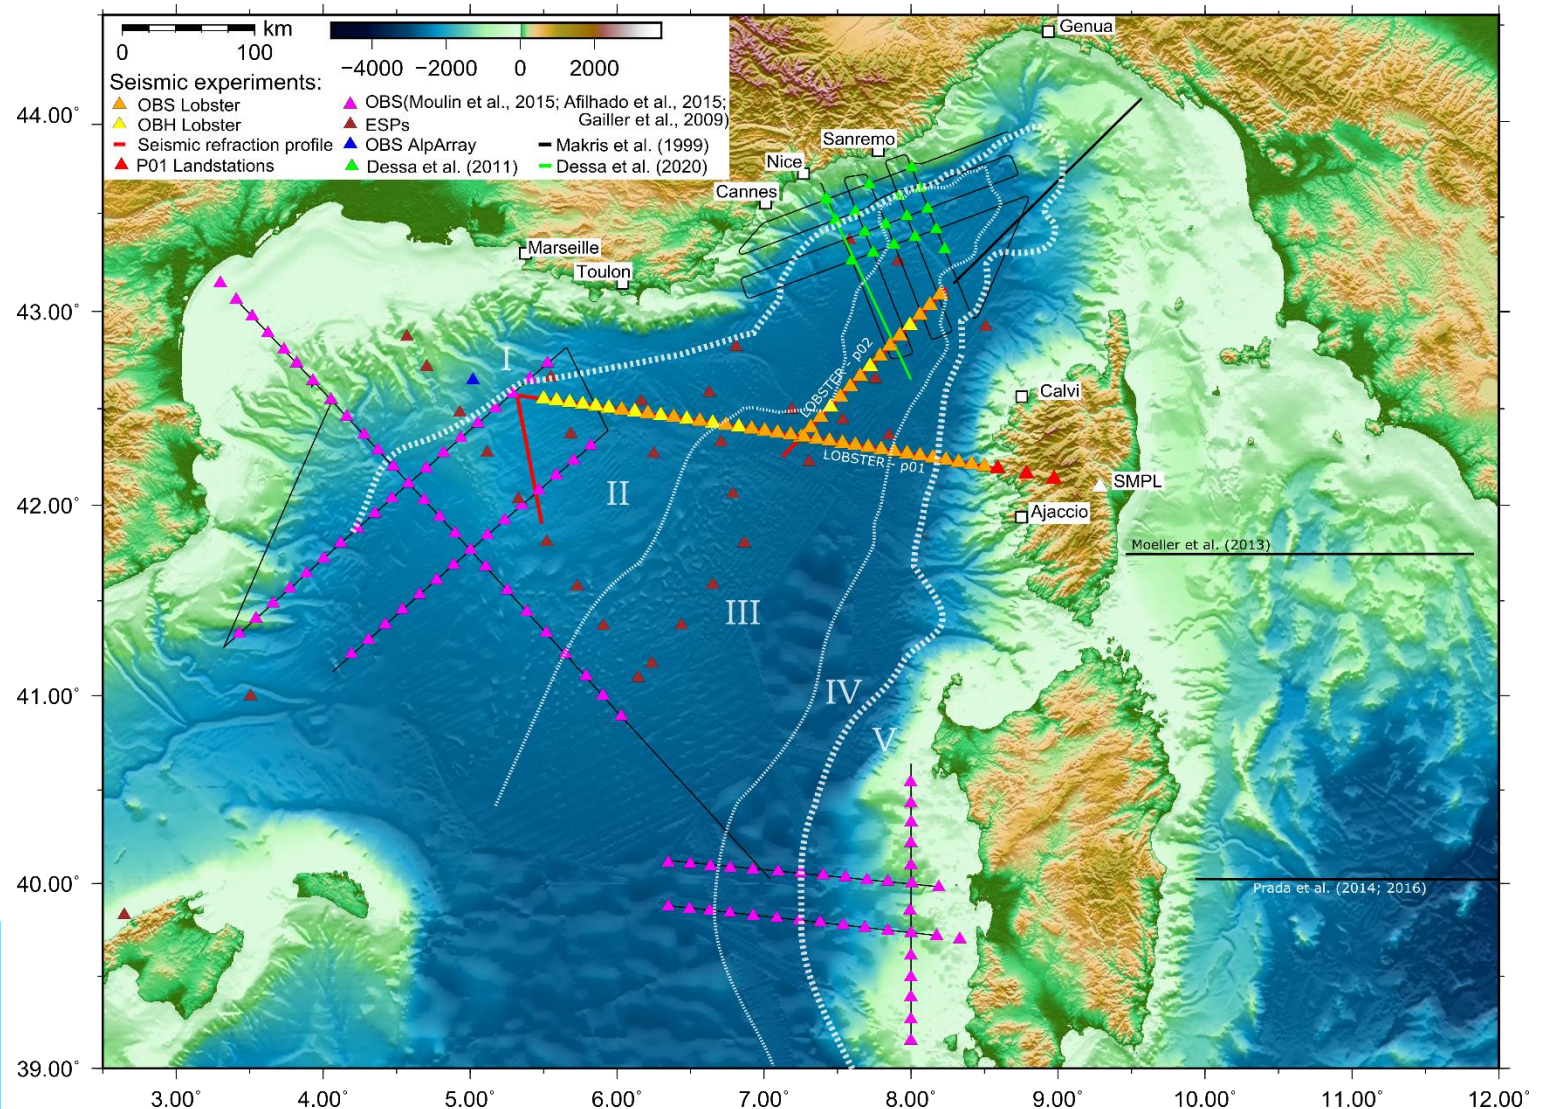 0 100 km
−4000 −2000 0 2000
Seismic experiments:
OBS Lobster
OBH Lobster
Seismic refraction profile
P01 Landstations
OBS(Moulin et al., 2015; Afilhado et al., 2015;
Gailler et al., 2009)
ESPs
OBS AlpArray
Dessa et al. (2011)
Makris et al. (1999)
Dessa et al. (2020)
Genua
Sanremo
Nice
Cannes
Marseille
Toulon
I
LOBSTER - p02
Calvi
LOBSTER - p01
SMPL
II
Ajaccio
Moeller et al. (2013)
III
IV
V
Prada et al. (2014; 2016)
44.00°
43.00°
42.00°
41.00°
40.00°
39.00°
3.00° 4.00° 5.00° 6.00° 7.00° 8.00° 9.00° 10.00° 11.00° 12.00°